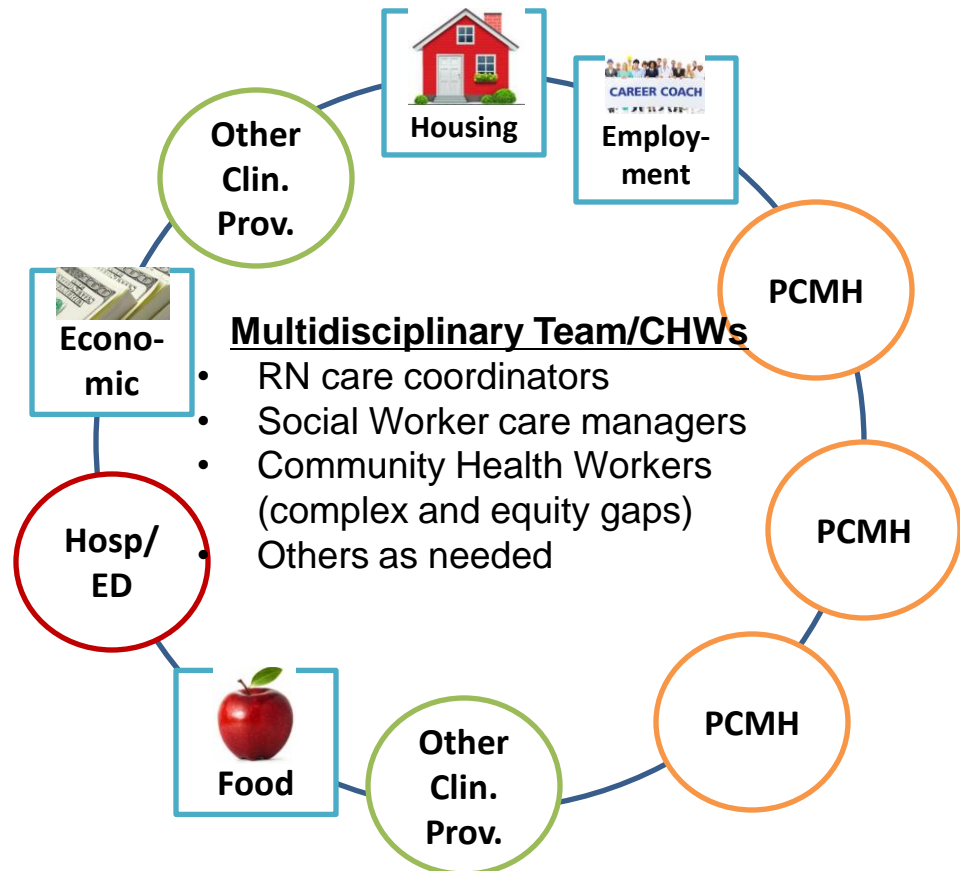 Housing
CAREER COACH
Employ-
ment
Other
Clin.
Prov.
PCMH
Econo-
mic
Multidisciplinary Team/CHWs
• RN care coordinators
• Social Worker care managers
• Community Health Workers
(complex and equity gaps)
• Others as needed
PCMH
Hosp/
ED
PCMH
Food
Other
Clin.
Prov.